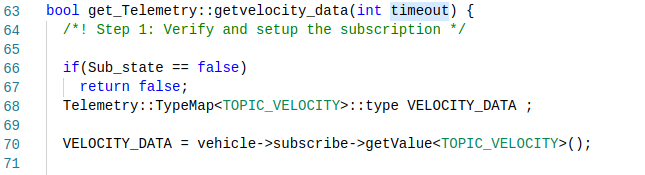 63 bool get_Telemetry::getvelocity_data(int timeout) {
64 /*! Step 1: Verify and setup the subscription */
65
66 if(Sub_state == false)
67 return false;
68 Telemetry::TypeMap<TOPIC_VELOCITY>::type VELOCITY_DATA ;
69
70 VELOCITY_DATA = vehicle->subscribe->getValue<TOPIC_VELOCITY>();
71